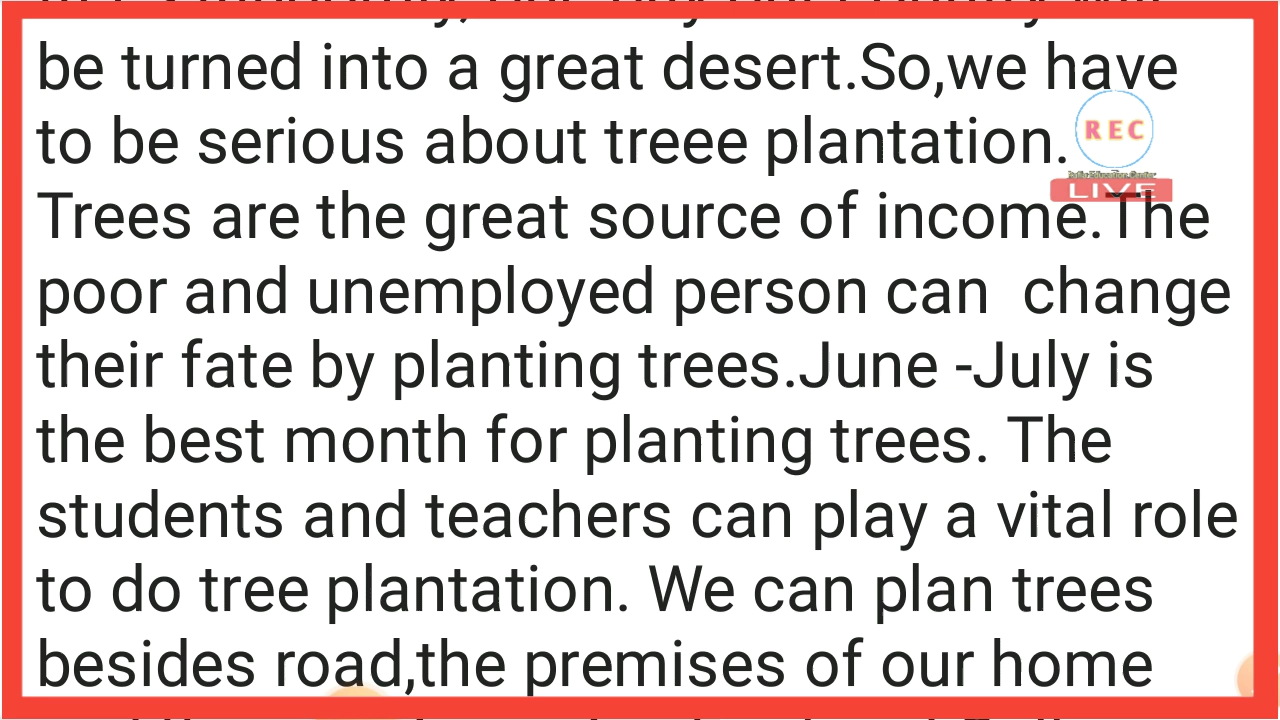 be turned into a great desert.So,we have
to be serious about treee plantation.
REC
LIVE
Trees are the great source of income.The
poor and unemployed person can  change
their fate by planting trees.June -July is
the best month for planting trees. The
students and teachers can play a vital role
to do tree plantation. We can plan trees
besides road,the premises of our home